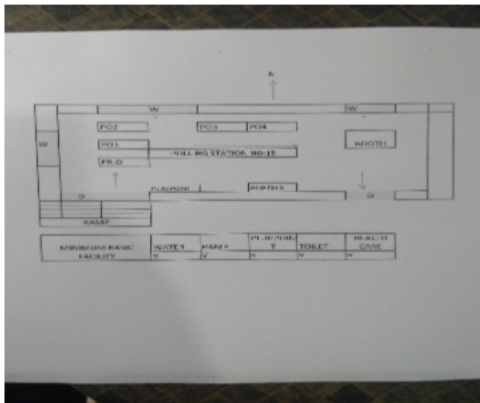 N
W W
PO2 PO3 PO4
W PO1 BOOTH
POLLING STATION NO-18
PR.O
AGENTS
D D
RAMP
MINIMUM BASIC FACILITY WATER RAMP TOILET HEALTH CARE
Y Y Y Y Y